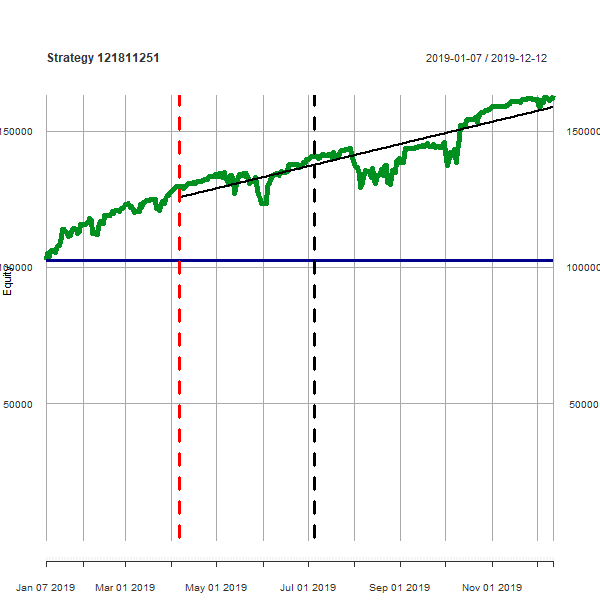 Strategy 121811251
2019-01-07 / 2019-12-12
150000
150000
100000
100000
Equity
50000
50000
Jan 07 2019
Mar 01 2019
May 01 2019
Jul 01 2019
Sep 01 2019
Nov 01 2019